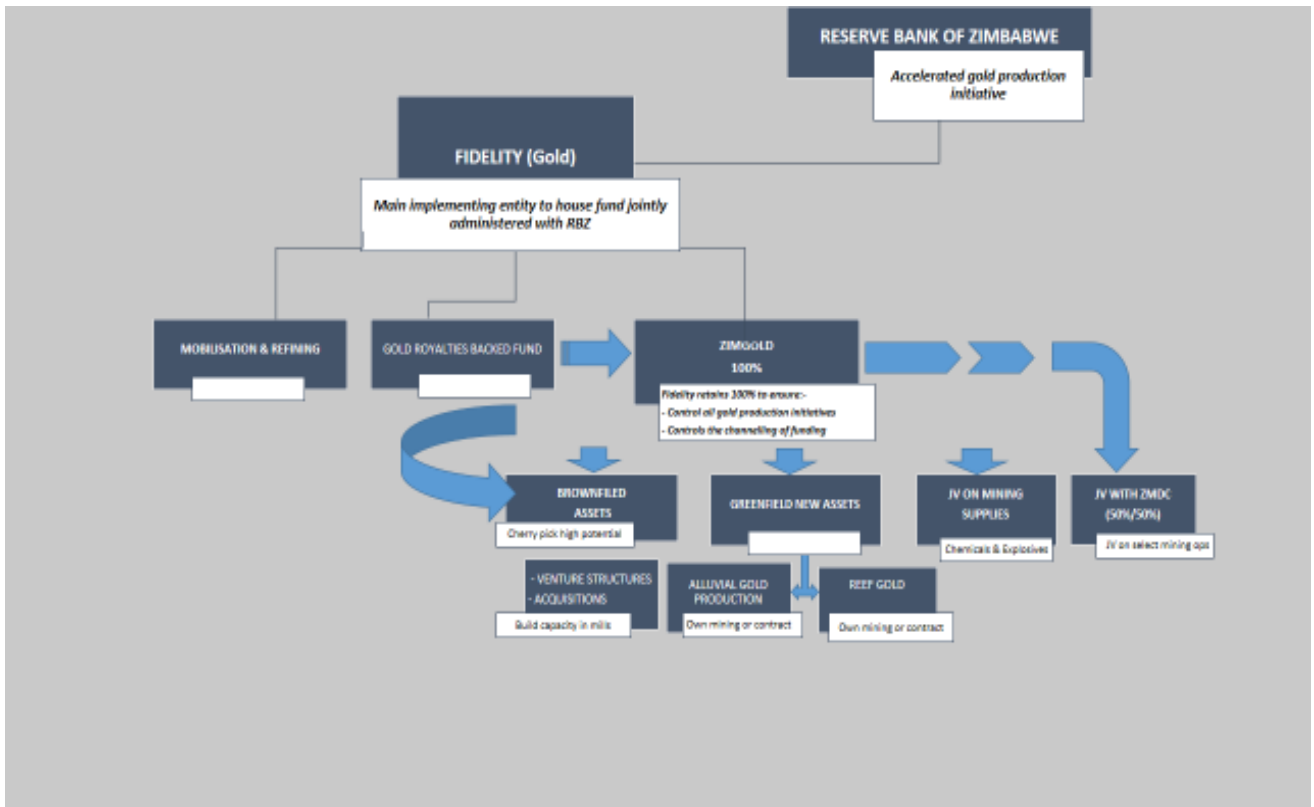 RESERVE BANK OF ZIMBABWE
Accelerated gold production
initiative
FIDELITY (Gold)
Main implementing entity to house fund jointly
administered with RBZ
MOBILISATION & REFINING
GOLD ROYALTIES BACKED FUND
ZIMGOLD
100%
Fidelity retains 100% to ensure:-
- Control all gold production initiatives
- Controls the channelling of funding
BROWNFILED
ASSETS
Cherry pick high potential
GREENFIELD NEW ASSETS
JV ON MINING
SUPPLIES
Chemicals & Explosives
JV WITH ZMDC
(50%/50%)
JV on select mining ops
- VENTURE STRUCTURES
- ACQUISITIONS
Build capacity in mills
ALLUVIAL GOLD
PRODUCTION
Own mining or contract
REEF GOLD
Own mining or contract